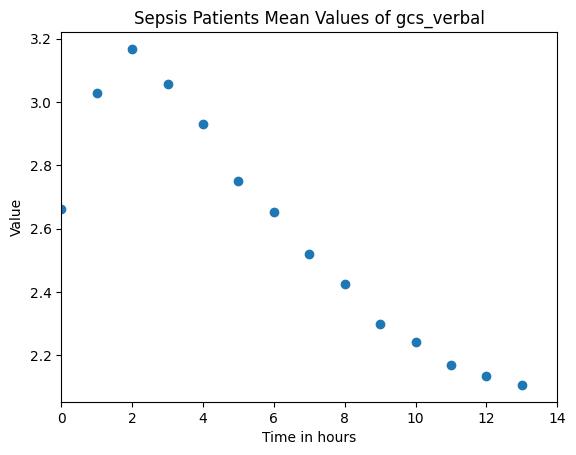 Sepsis Patients Mean Values of gcs_verbal
3.2
3.0
2.8
2.6
2.4
2.2
Value
0 2 4 6 8 10 12 14
Time in hours